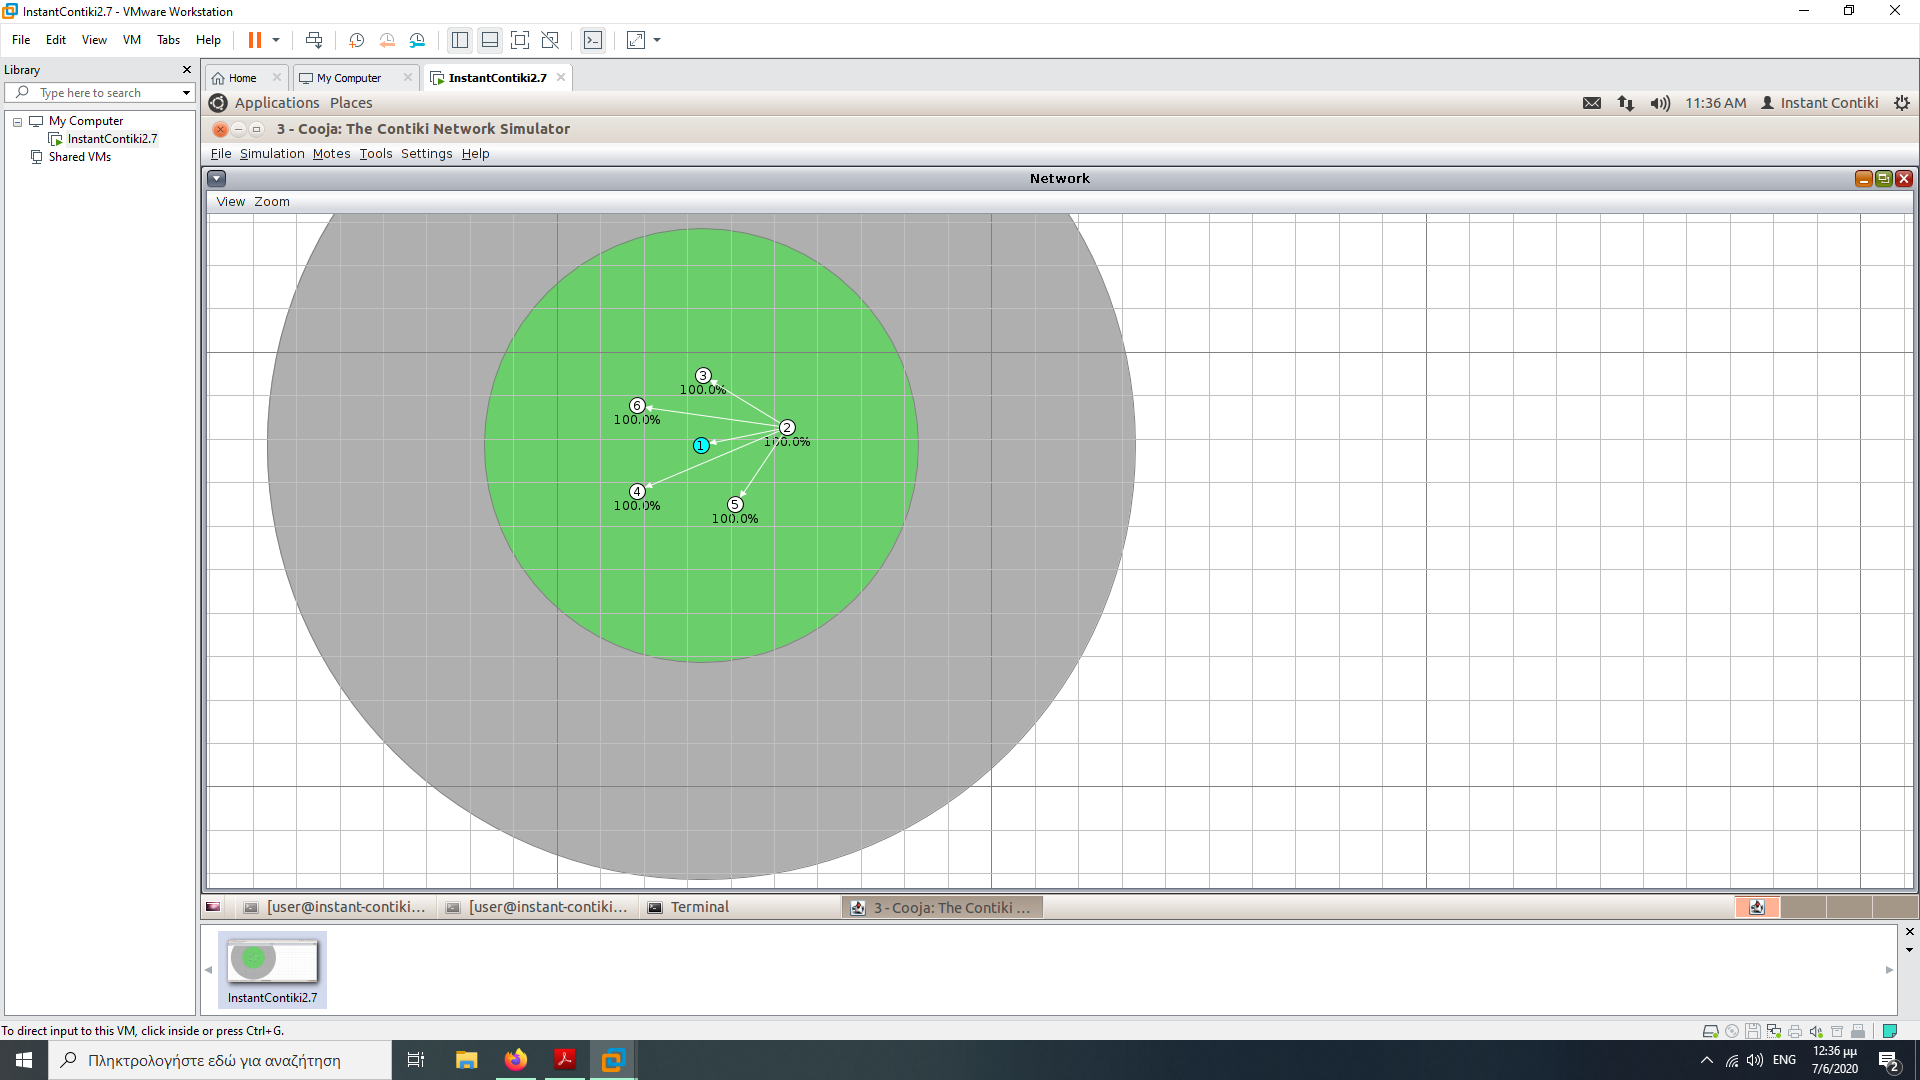 InstantContiki2.7 - VMware Workstation
File Edit View VM Tabs Help
Library
Type here to search
My Computer
InstantContiki2.7
Shared VMs
Home My Computer InstantContiki2.7
Applications Places 11:36 AM Instant Contiki
3 - Cooja: The Contiki Network Simulator
File Simulation Motes Tools Settings Help
Network
View Zoom
3
100.0%
6
100.0%
2
100.0%
1
4
100.0%
5
100.0%
[user@instant-contiki... [user@instant-contiki... Terminal 3 - Cooja: The Contiki ...
InstantContiki2.7
To direct input to this VM, click inside or press Ctrl+G.
Πληκτρολογήστε εδώ για αναζήτηση
ENG
12:36 μμ
7/6/2020
2